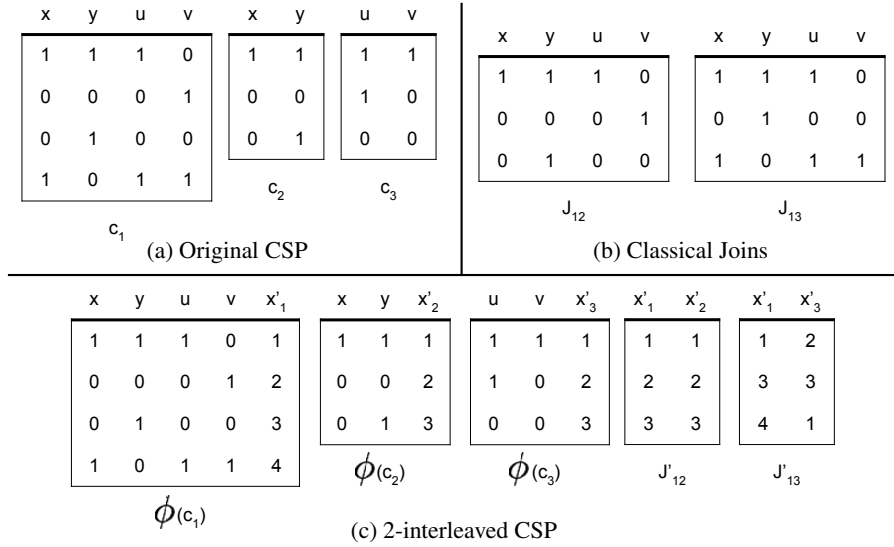 x y u v
1 1 1 0
0 0 0 1
0 1 0 0
1 0 1 1
c1
x y
1 1
0 0
0 1
c2
u v
1 1
1 0
0 0
c3
(a) Original CSP
x y u v
1 1 1 0
0 0 0 1
0 1 0 0
J12
x y u v
1 1 1 0
0 1 0 0
1 0 1 1
J13
(b) Classical Joins
x y u v x'1
1 1 1 0 1
0 0 0 1 2
0 1 0 0 3
1 0 1 1 4
ϕ(c1)
x y x'2
1 1 1
0 0 2
0 1 3
ϕ(c2)
u v x'3
1 1 1
1 0 2
0 0 3
ϕ(c3)
x'1 x'2
1 1
2 2
3 3
J'12
x'1 x'3
1 2
3 3
4 1
J'13
(c) 2-interleaved CSP